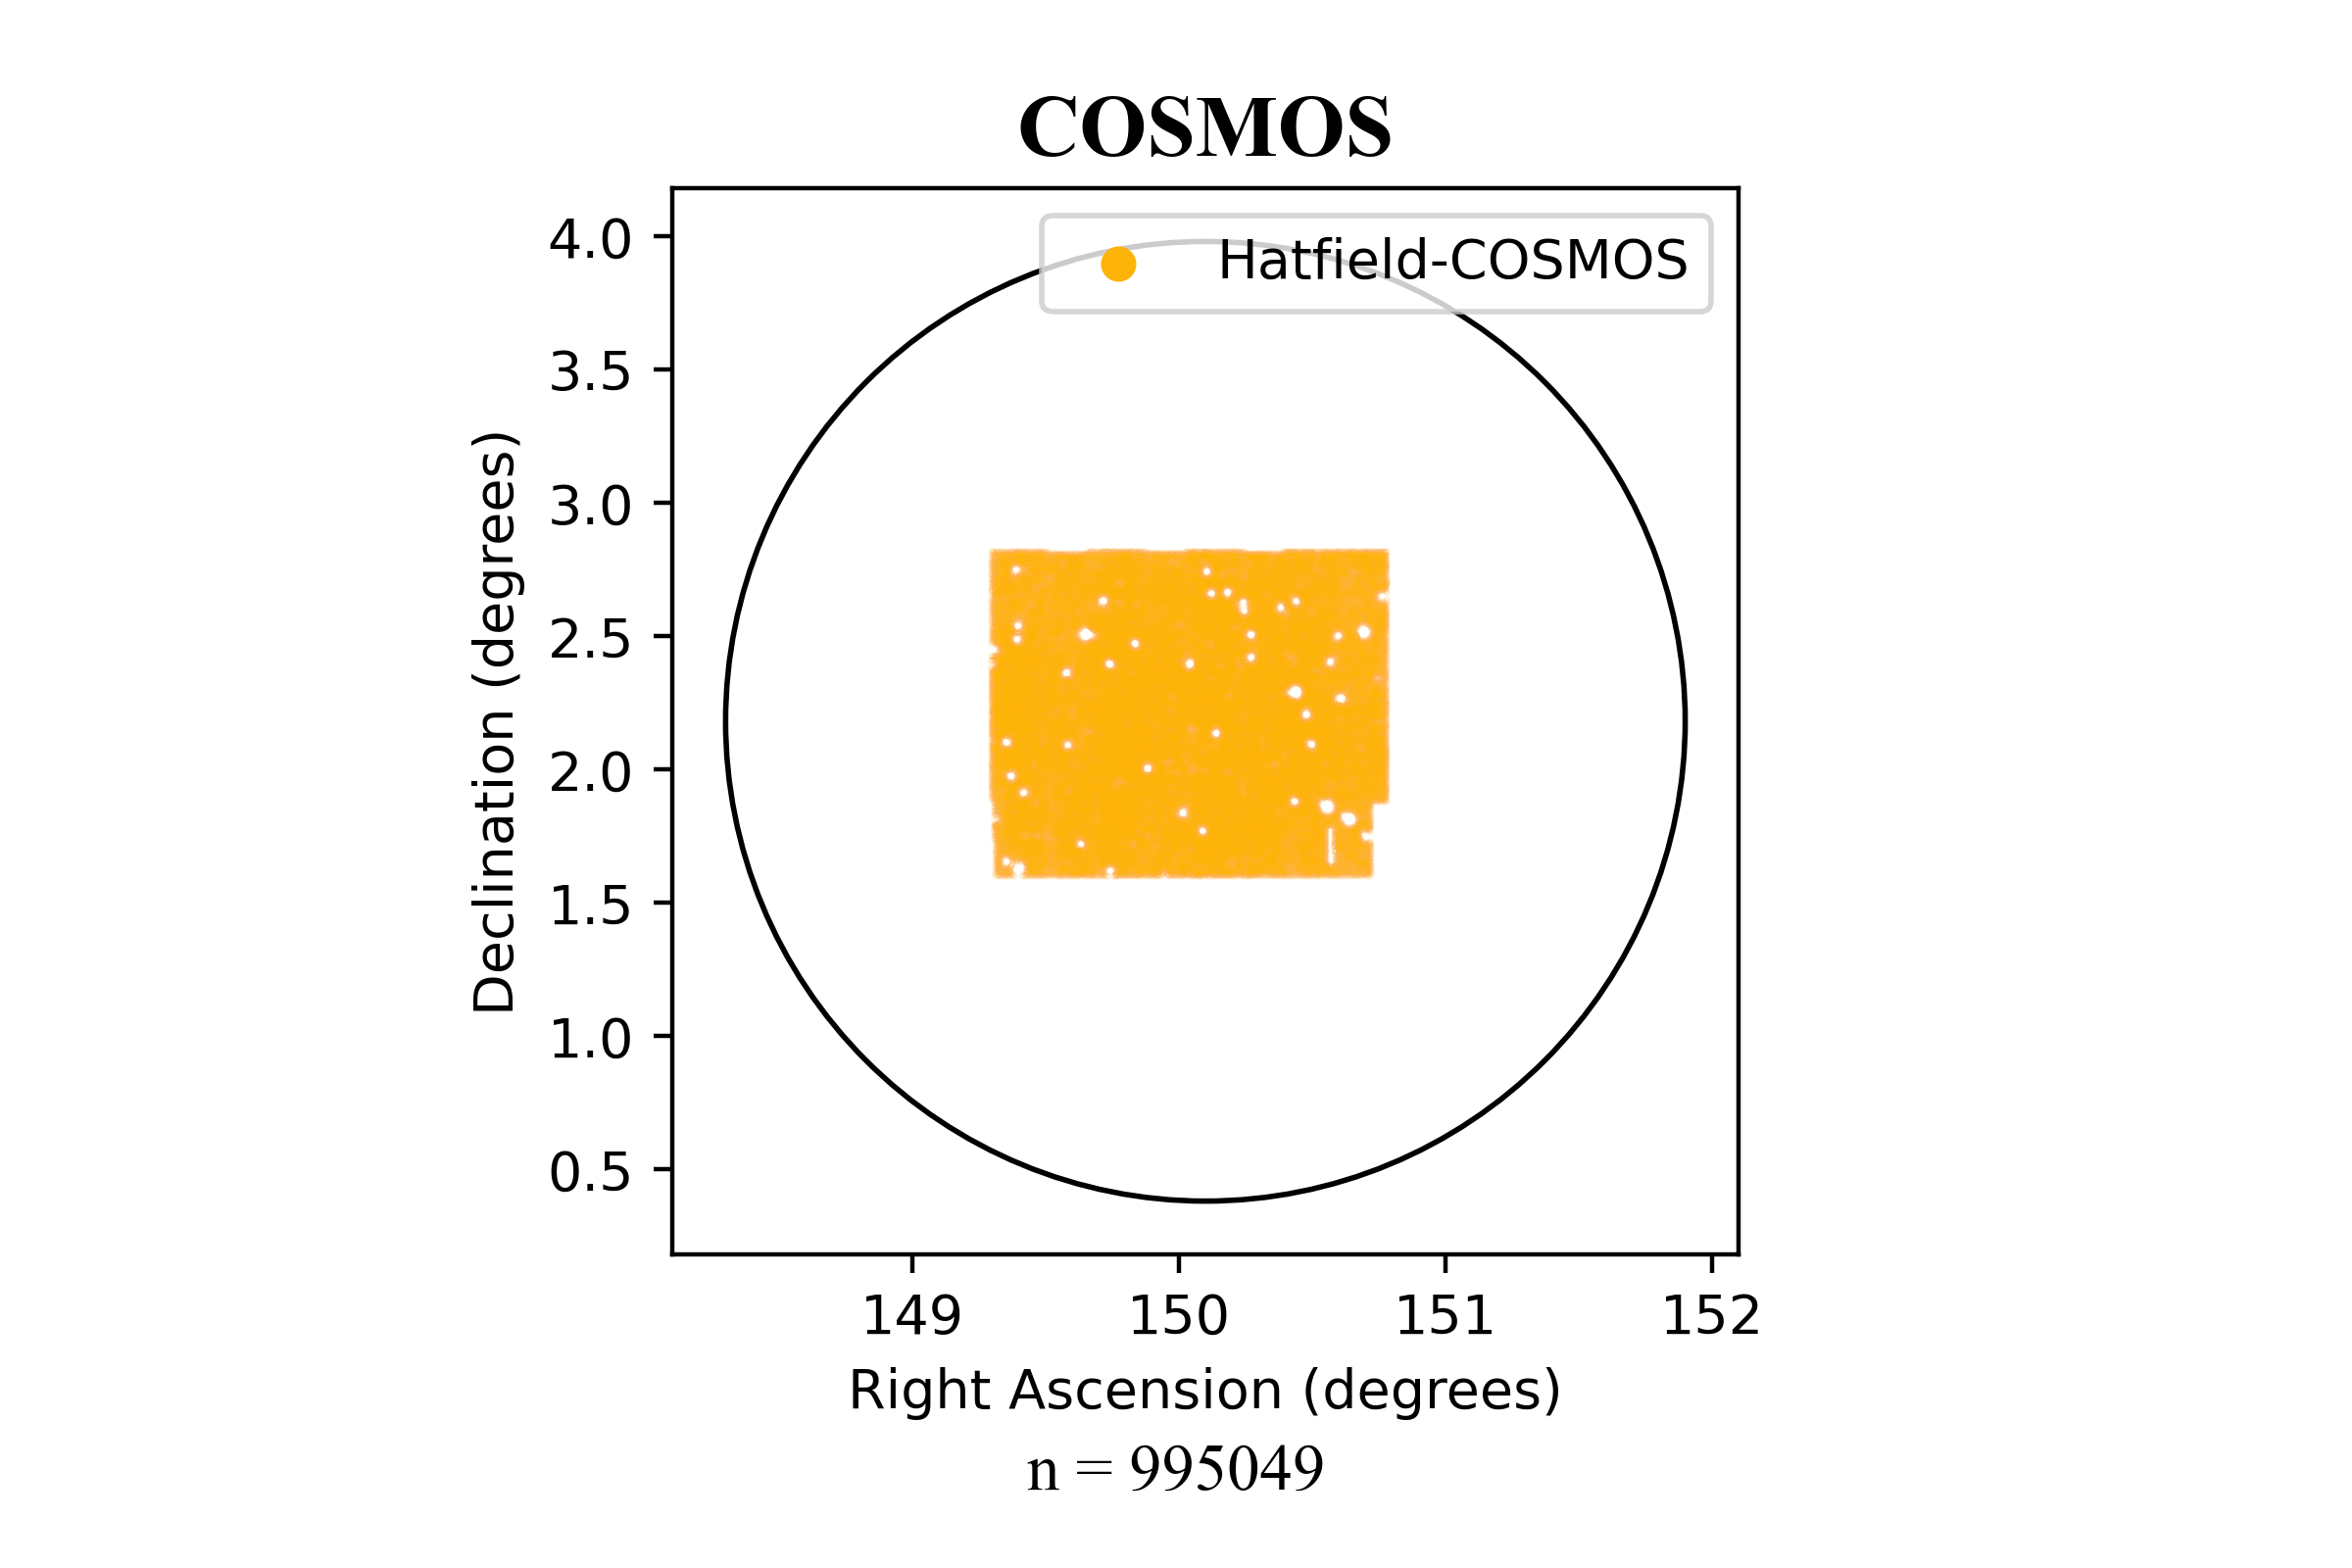 COSMOS
Hatfield-COSMOS
4.0
3.5
3.0
2.5
2.0
1.5
1.0
0.5
Declination (degrees)
149 150 151 152
Right Ascension (degrees)
n = 995049